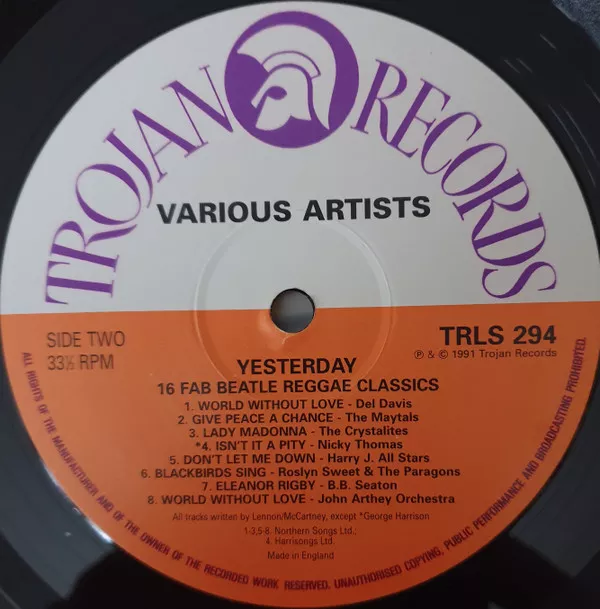 TROJAN RECORDS
VARIOUS ARTISTS
SIDE TWO
33⅓ RPM
TRLS 294
℗ & © 1991 Trojan Records
YESTERDAY
16 FAB BEATLE REGGAE CLASSICS
1. WORLD WITHOUT LOVE - Del Davis
2. GIVE PEACE A CHANCE - The Maytals
3. LADY MADONNA - The Crystalites
*4. ISN'T IT A PITY - Nicky Thomas
5. DON'T LET ME DOWN - Harry J. All Stars
6. BLACKBIRDS SING - Roslyn Sweet & The Paragons
7. ELEANOR RIGBY - B.B. Seaton
8. WORLD WITHOUT LOVE - John Arthey Orchestra
All tracks written by Lennon/McCartney, except *George Harrison
1-3,5-8. Northern Songs Ltd.;
4. Harrisongs Ltd.
Made in England
ALL RIGHTS OF THE MANUFACTURER AND OF THE OWNER OF THE RECORDED WORK RESERVED. UNAUTHORISED COPYING, PUBLIC PERFORMANCE AND BROADCASTING PROHIBITED.